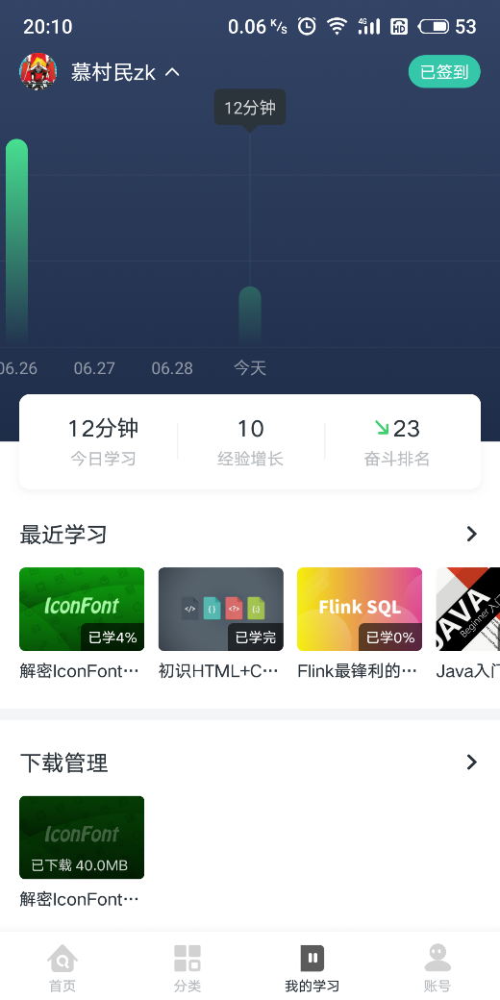 20:10
0.06 K/s
4G
HD
53
慕村民zk
已签到
12分钟
06.26
06.27
06.28
今天
12分钟
10
23
今日学习
经验增长
奋斗排名
最近学习
IconFont
已学4%
</>
{ }
<?>
{;}
已学完
Flink SQL
已学0%
JAVA
Beginner 入门
解密IconFont…
初识HTML+C…
Flink最锋利的…
Java入门
下载管理
IconFont
已下载 40.0MB
解密IconFont…
首页
分类
我的学习
账号